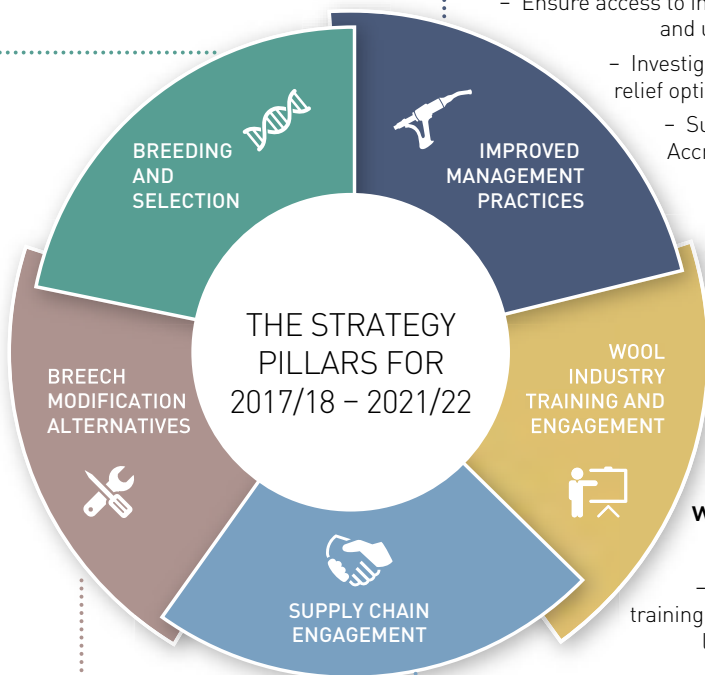 – Ensure access to
and
– Investig
relief opti
– Su
Accr
BREEDING
AND
SELECTION
IMPROVED
MANAGEMENT
PRACTICES
THE STRATEGY
PILLARS FOR
2017/18 – 2021/22
BREECH
MODIFICATION
ALTERNATIVES
WOOL
INDUSTRY
TRAINING AND
ENGAGEMENT
W
–
training
SUPPLY CHAIN
ENGAGEMENT